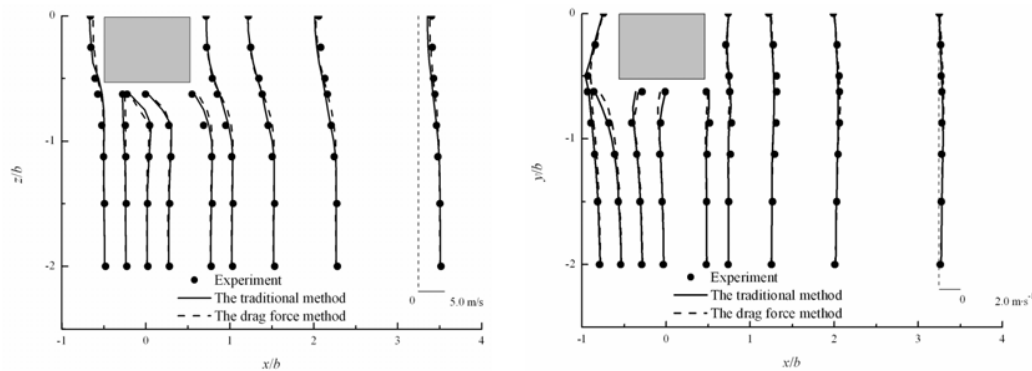 0
-1
-2
z/b
Experiment
The traditional method
The drag force method
0
5.0 m/s
-1
0
1
2
3
4
x/b
0
-1
-2
y/b
Experiment
The traditional method
The drag force method
0
2.0 m·s⁻¹
-1
0
1
2
3
4
x/b